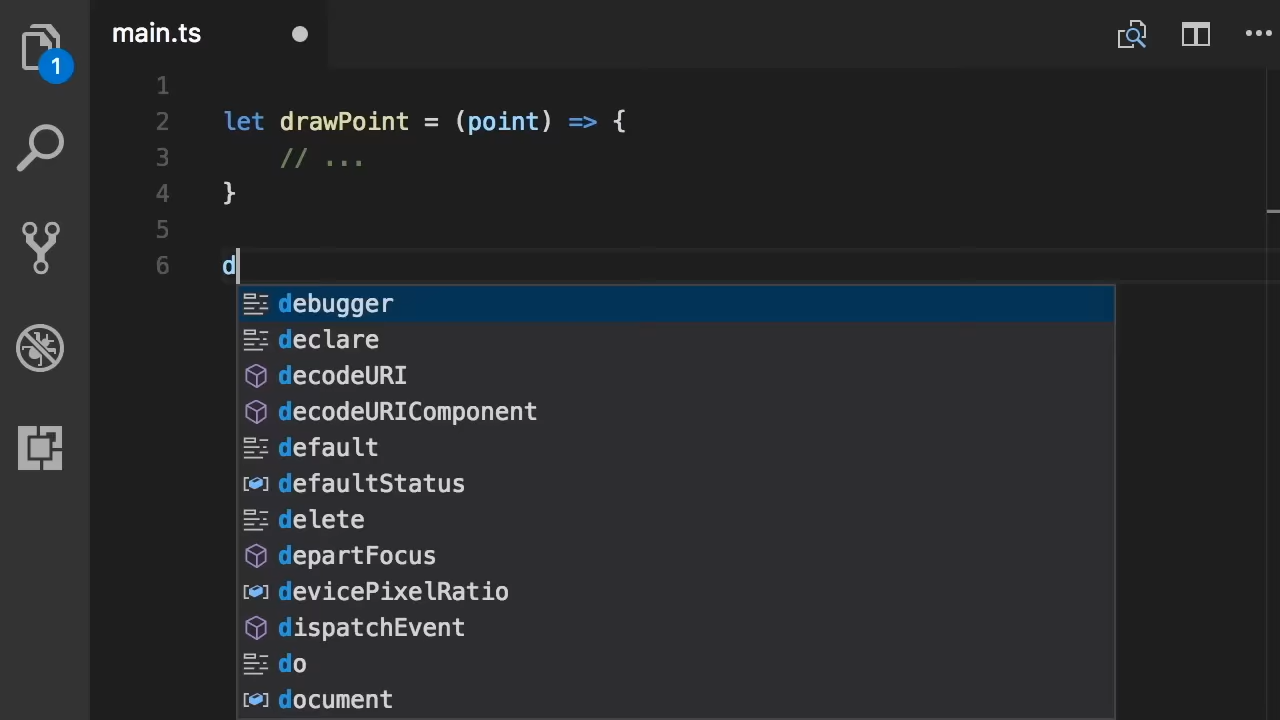 main.ts
1
1
2 let drawPoint = (point) => {
3 // ...
4 }
5
6 d
debugger
declare
decodeURI
decodeURIComponent
default
defaultStatus
delete
departFocus
devicePixelRatio
dispatchEvent
do
document